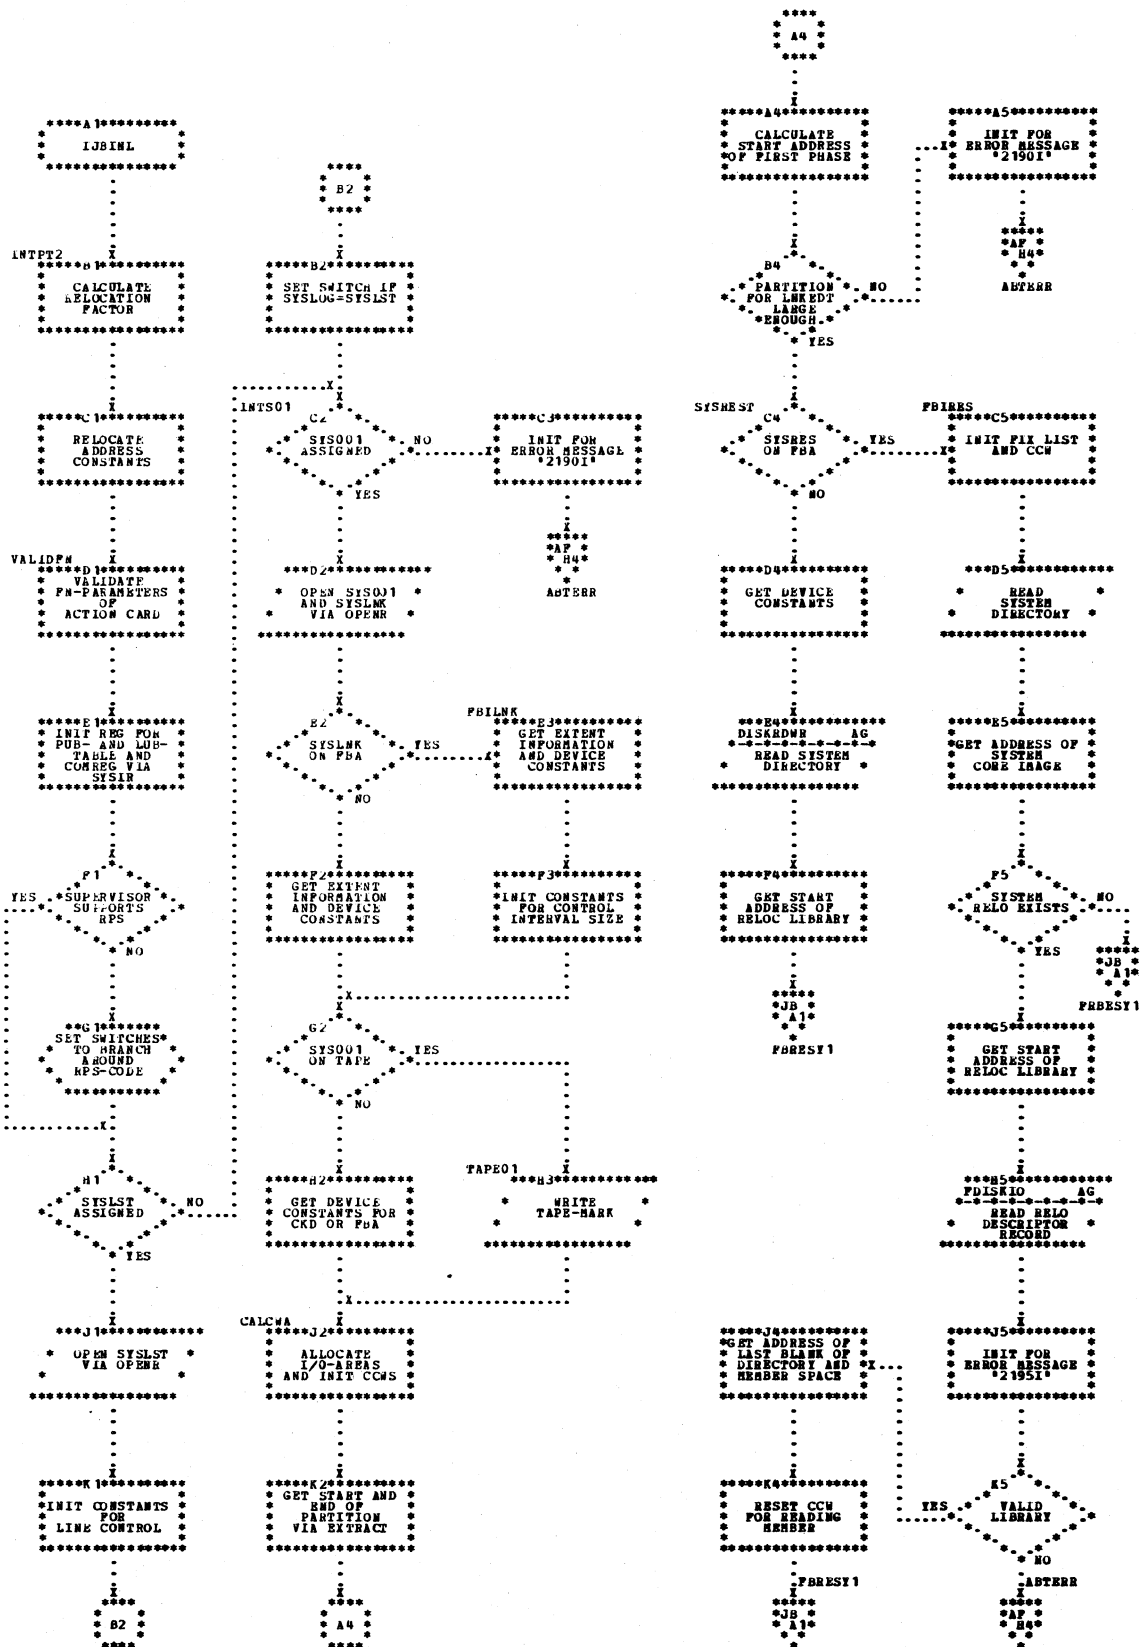 A1
IJBINL
INTPT2
B1
CALCULATE
RELOCATION
FACTOR
C1
RELOCATE
ADDRESS
CONSTANTS
VALIDFN
D1
VALIDATE
FN-PARAMETERS
OF
ACTION CARD
E1
INIT REG FOR
PUB- AND LUB-
TABLE AND
COMREG VIA
SYSIR
F1
YES
SUPERVISOR
SUPPORTS
RPS
NO
G1
SET SWITCHES
TO BRANCH
AROUND
RPS-CODE
H1
SYSLST
ASSIGNED
NO
YES
J1
OPEN SYSLST
VIA OPENR
K1
INIT CONSTANTS
FOR
LINE CONTROL
B2
B2
B2
SET SWITCH IF
SYSLOG=SYSLST
INTS01
C2
SYS001
ASSIGNED
NO
YES
D2
OPEN SYS001
AND SYSLNK
VIA OPENR
E2
SYSLNK
ON FBA
YES
NO
F2
GET EXTENT
INFORMATION
AND DEVICE
CONSTANTS
G2
SYS001
ON TAPE
YES
NO
H2
GET DEVICE
CONSTANTS FOR
CKD OR FBA
CALCWA
J2
ALLOCATE
I/O-AREAS
AND INIT CCWS
K2
GET START AND
END OF
PARTITION
VIA EXTRACT
A4
C3
INIT FOR
ERROR MESSAGE
'2190I'
AF
H4
ABTERR
FBILNK
E3
GET EXTENT
INFORMATION
AND DEVICE
CONSTANTS
F3
INIT CONSTANTS
FOR CONTROL
INTERVAL SIZE
TAPE01
H3
WRITE
TAPE-MARK
A4
A4
CALCULATE
START ADDRESS
OF FIRST PHASE
B4
PARTITION
FOR LNKEDT
LARGE
ENOUGH
NO
YES
SYSREST
C4
SYSRES
ON FBA
YES
NO
D4
GET DEVICE
CONSTANTS
E4
DISKRDWR AG
READ SYSTEM
DIRECTORY
F4
GET START
ADDRESS OF
RELOC LIBRARY
JB
A1
FBRESY1
J4
GET ADDRESS OF
LAST BLANK OF
DIRECTORY AND
MEMBER SPACE
K4
RESET CCW
FOR READING
MEMBER
FBRESY1
JB
A1
A5
INIT FOR
ERROR MESSAGE
'2190I'
AF
H4
ABTERR
FBIRES
C5
INIT FIX LIST
AND CCW
D5
READ
SYSTEM
DIRECTORY
E5
GET ADDRESS OF
SYSTEM
CORE IMAGE
F5
SYSTEM
RELO EXISTS
NO
YES
JB
A1
FRBESY1
G5
GET START
ADDRESS OF
RELOC LIBRARY
H5
FDISKIO AG
READ RELO
DESCRIPTOR
RECORD
J5
INIT FOR
ERROR MESSAGE
'2195I'
K5
YES
VALID
LIBRARY
NO
ABTERR
AF
H4